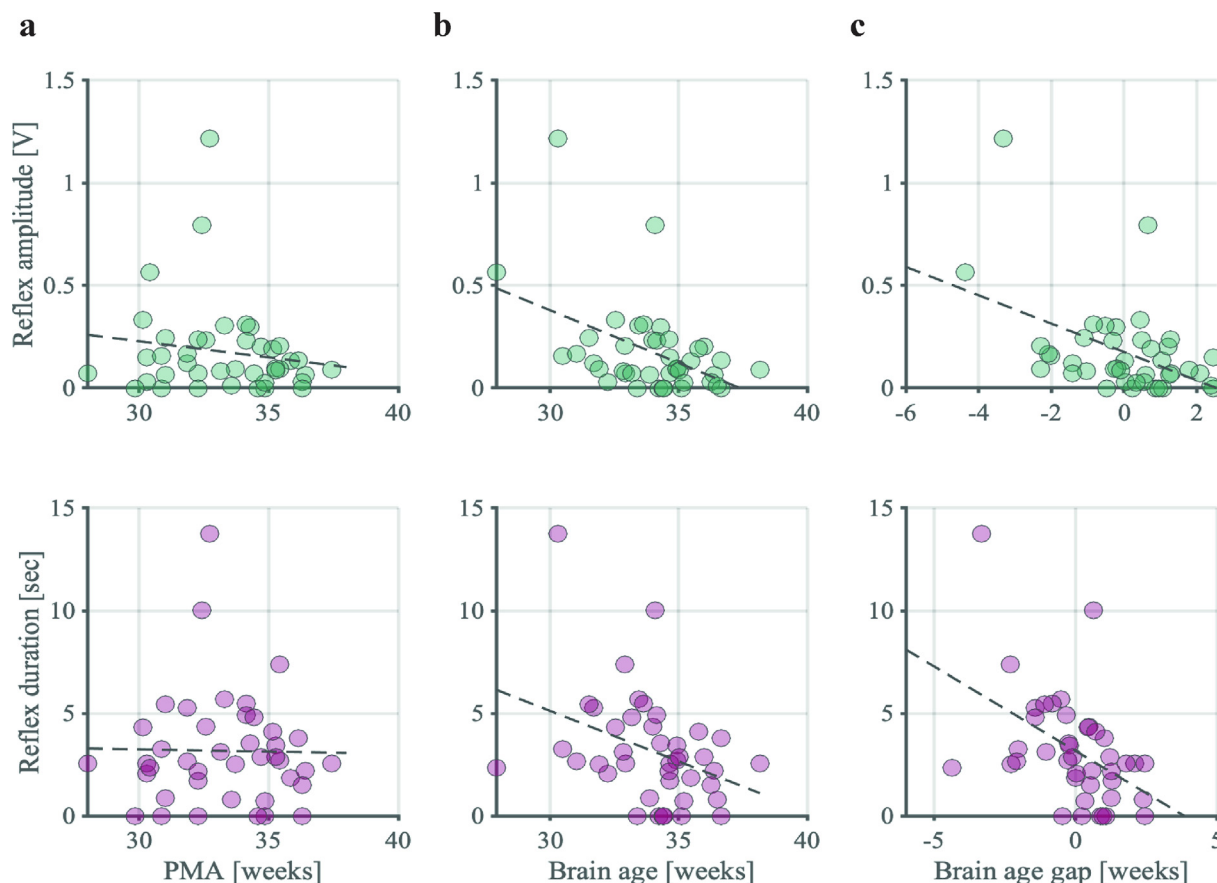 a b c
1.5 1.5 1.5
1 1 1
0.5 0.5 0.5
0 0 0
30 35 40 30 35 40 -6 -4 -2 0 2
Reflex amplitude [V]
15 15 15
10 10 10
5 5 5
0 0 0
30 35 40 30 35 40 -5 0 5
Reflex duration [sec]
PMA [weeks] Brain age [weeks] Brain age gap [weeks]